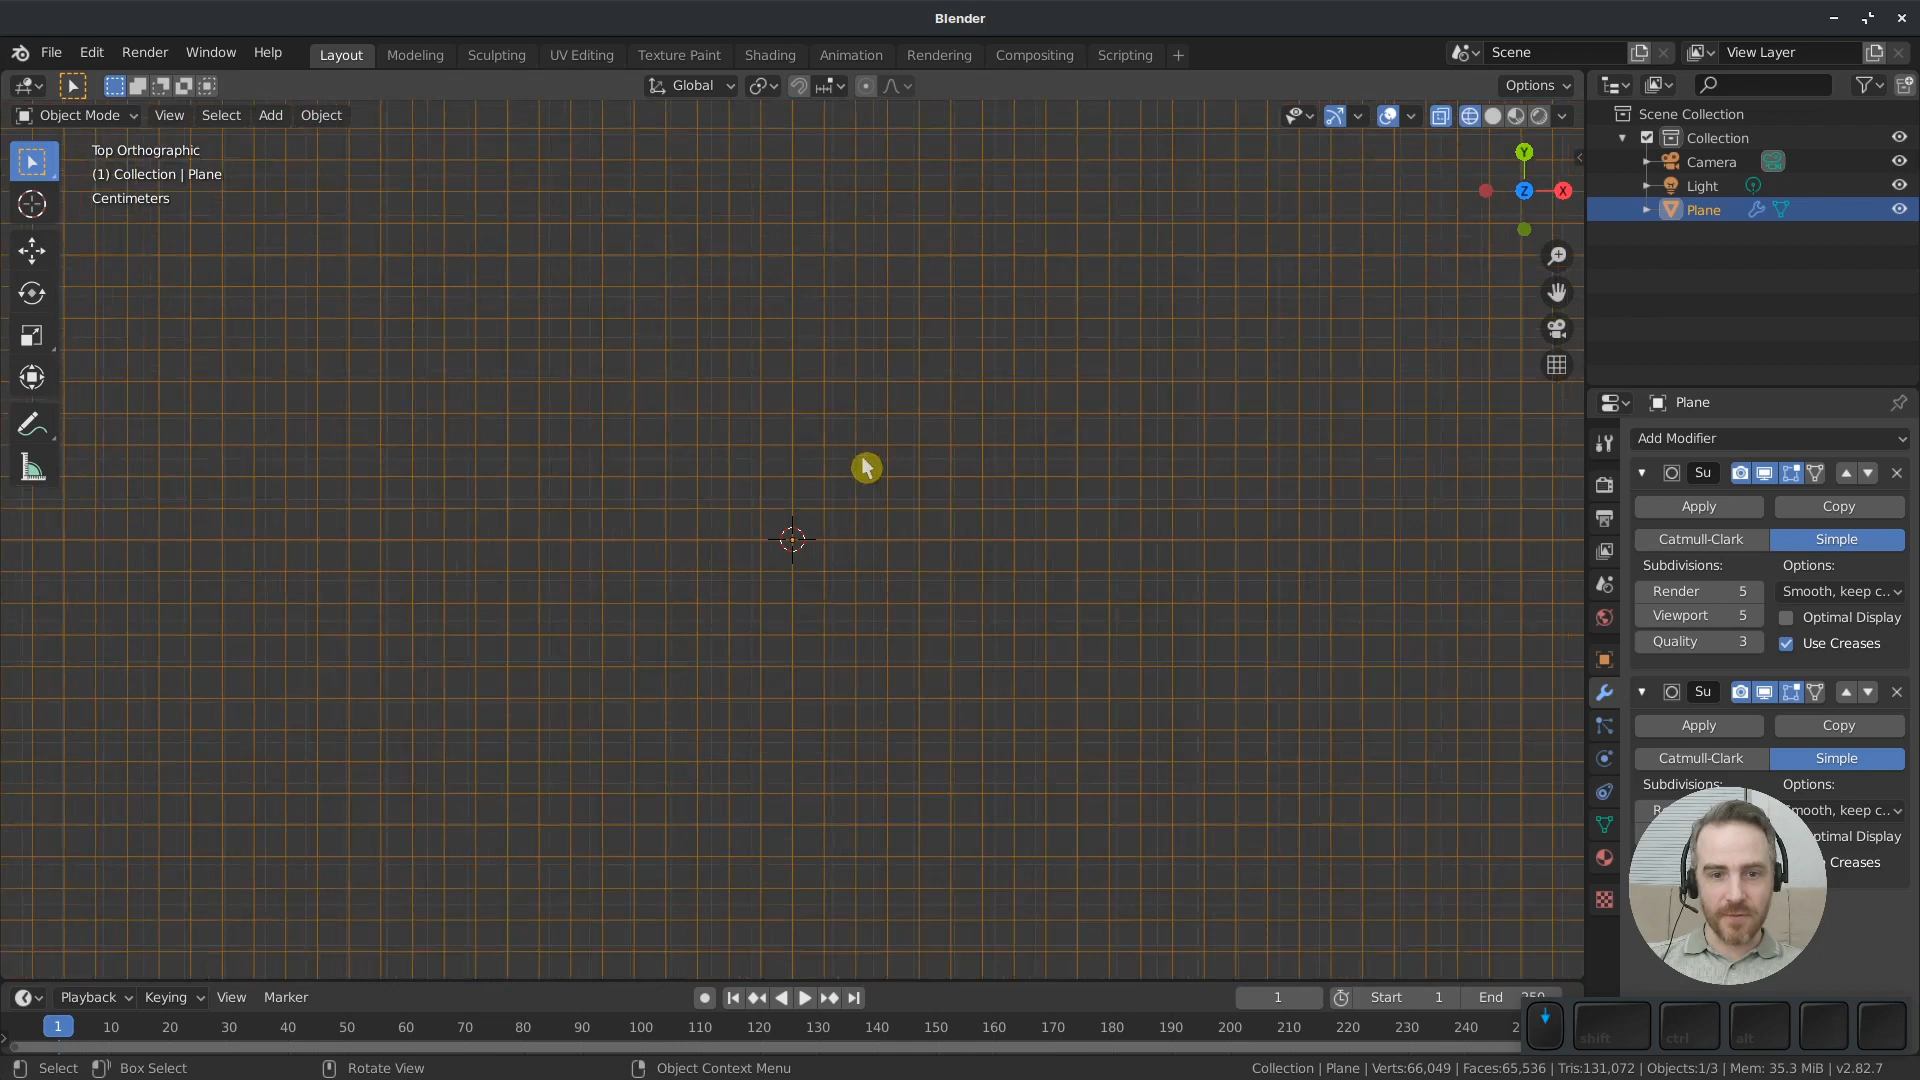 Blender
File Edit Render Window Help Layout Modeling Sculpting UV Editing Texture Paint Shading Animation Rendering Compositing Scripting + Scene View Layer
Global Options
Object Mode View Select Add Object
Top Orthographic
(1) Collection | Plane
Centimeters
Y
Z
X
Scene Collection
Collection
Camera
Light
Plane
Plane
Add Modifier
Su
Apply Copy
Catmull-Clark Simple
Subdivisions: Options:
Render 5 Smooth, keep c..
Viewport 5 Optimal Display
Quality 3 Use Creases
Su
Apply Copy
Catmull-Clark Simple
Subdivisions: Options:
mooth, keep c..
ptimal Display
Creases
Playback Keying View Marker 1 Start 1 End 250
1 10 20 30 40 50 60 70 80 90 100 110 120 130 140 150 160 170 180 190 200 210 220 230 240
shift ctrl alt
Select Box Select Rotate View Object Context Menu Collection | Plane | Verts:66,049 | Faces:65,536 | Tris:131,072 | Objects:1/3 | Mem: 35.3 MiB | v2.82.7